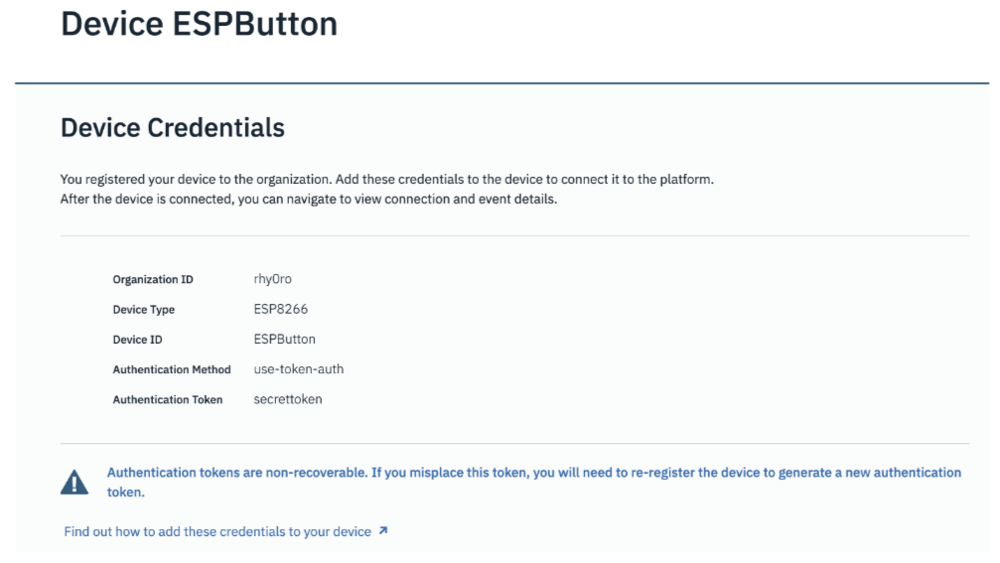 Device ESPButton
Device Credentials
You registered your device to the organization. Add these credentials to the device to connect it to the platform.
After the device is connected, you can navigate to view connection and event details.
Organization ID rhy0ro
Device Type ESP8266
Device ID ESPButton
Authentication Method use-token-auth
Authentication Token secrettoken
Authentication tokens are non-recoverable. If you misplace this token, you will need to re-register the device to generate a new authentication
token.
Find out how to add these credentials to your device